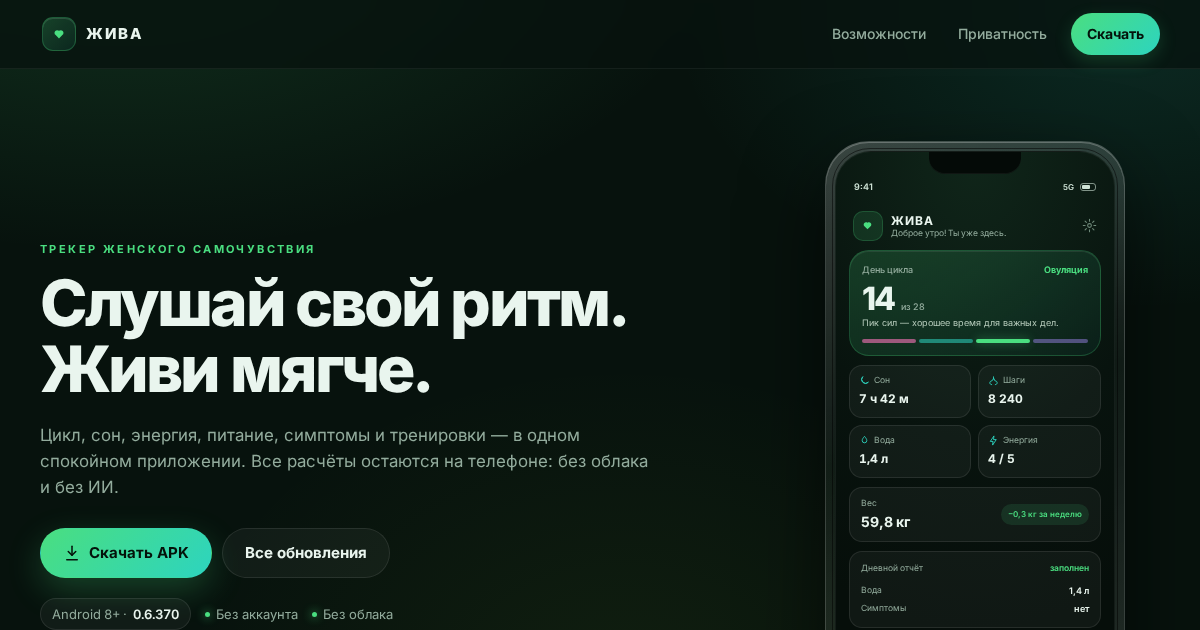 ЖИВА
Возможности
Приватность
Скачать
ТРЕКЕР ЖЕНСКОГО САМОЧУВСТВИЯ
Слушай свой ритм.
Живи мягче.
Цикл, сон, энергия, питание, симптомы и тренировки — в одном
спокойном приложении. Все расчёты остаются на телефоне: без облака
и без ИИ.
Скачать APK
Все обновления
Android 8+ · 0.6.370
Без аккаунта
Без облака
9:41
5G
ЖИВА
Доброе утро! Ты уже здесь.
День цикла
Овуляция
14 из 28
Пик сил — хорошее время для важных дел.
Сон
7 ч 42 м
Шаги
8 240
Вода
1,4 л
Энергия
4 / 5
Вес
59,8 кг
−0,3 кг за неделю
Дневной отчёт
заполнен
Вода
1,4 л
Симптомы
нет